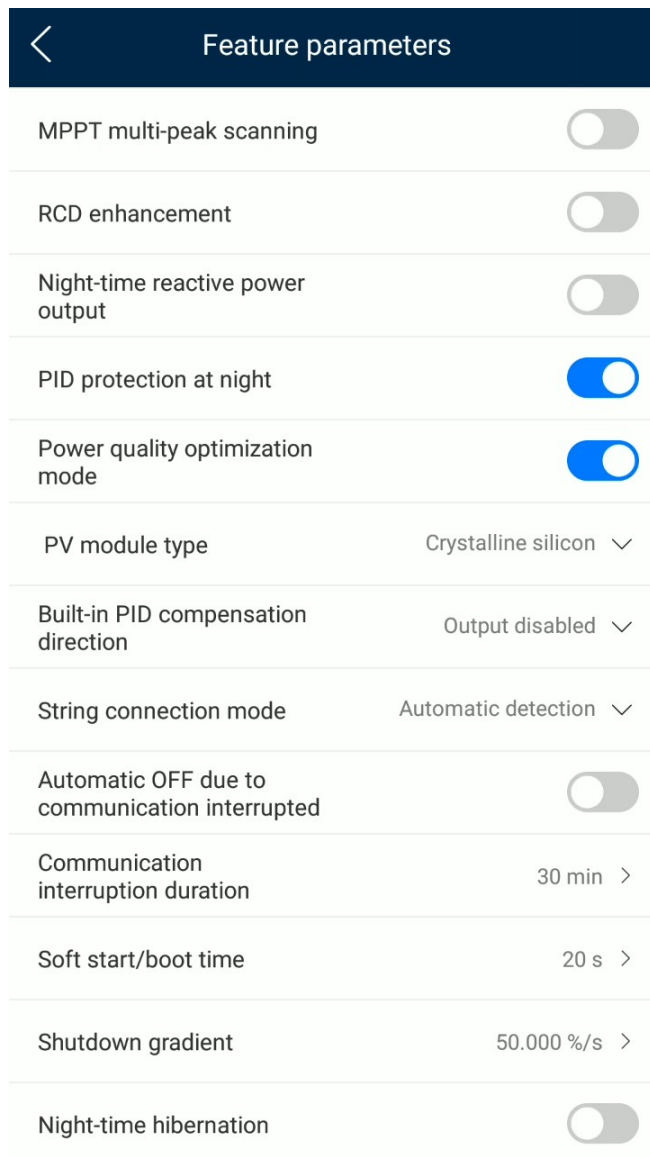 Feature parameters
MPPT multi-peak scanning
RCD enhancement
Night-time reactive power
output
PID protection at night
Power quality optimization
mode
PV module type
Crystalline silicon
Built-in PID compensation
direction
Output disabled
String connection mode
Automatic detection
Automatic OFF due to
communication interrupted
Communication
interruption duration
30 min
Soft start/boot time
20 s
Shutdown gradient
50.000 %/s
Night-time hibernation